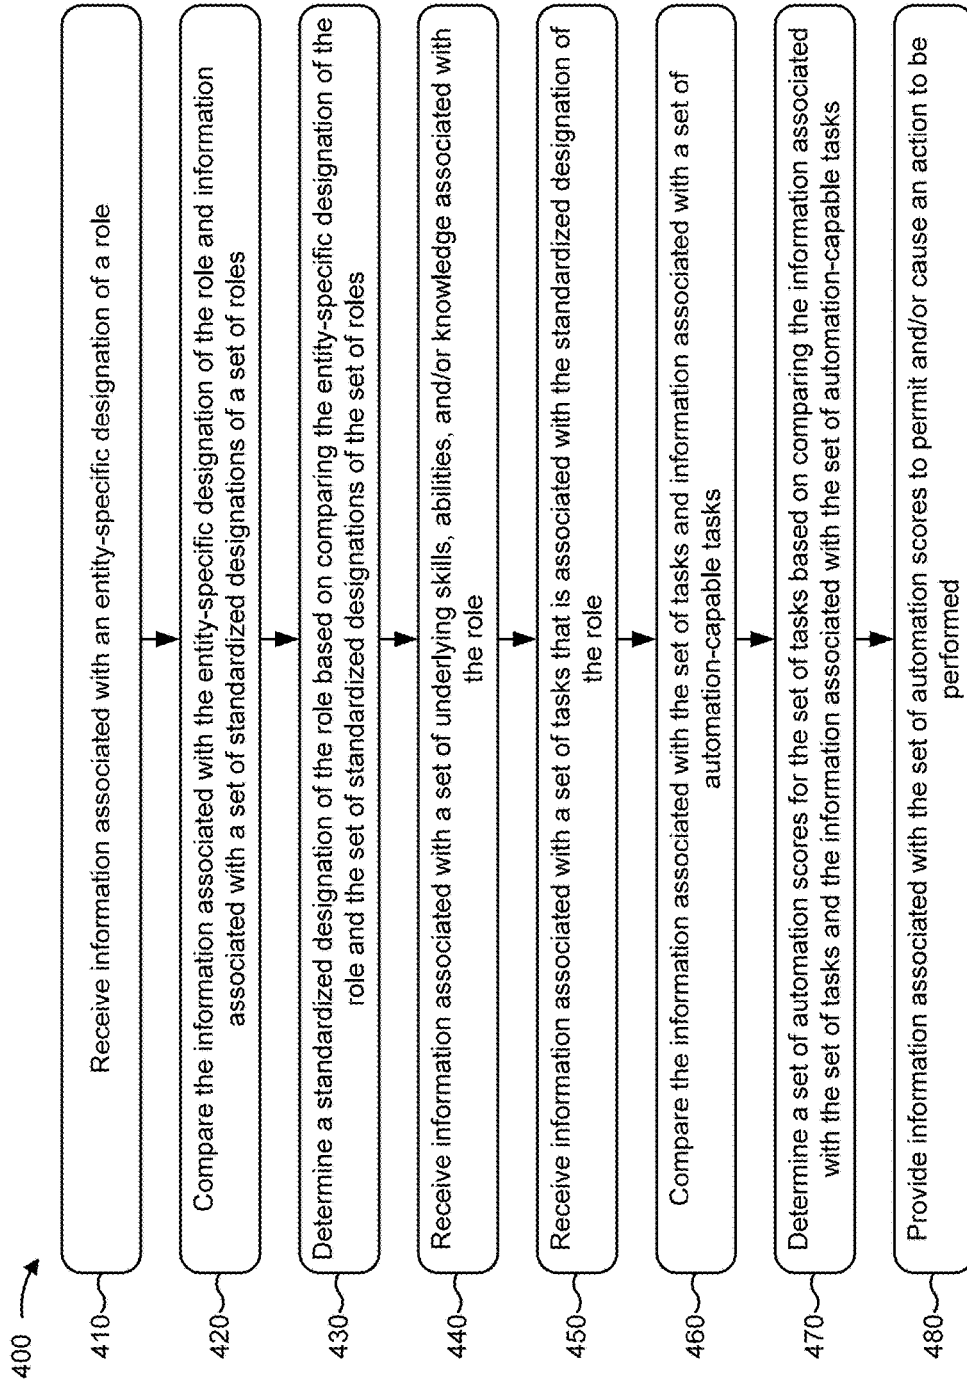 400
410
Receive information associated with an entity-specific designation of a role
420
Compare the information associated with the entity-specific designation of the role and information
associated with a set of standardized designations of a set of roles
430
Determine a standardized designation of the role based on comparing the entity-specific designation of the
role and the set of standardized designations of the set of roles
440
Receive information associated with a set of underlying skills, abilities, and/or knowledge associated with
the role
450
Receive information associated with a set of tasks that is associated with the standardized designation of
the role
460
Compare the information associated with the set of tasks and information associated with a set of
automation-capable tasks
470
Determine a set of automation scores for the set of tasks based on comparing the information associated
with the set of tasks and the information associated with the set of automation-capable tasks
480
Provide information associated with the set of automation scores to permit and/or cause an action to be
performed